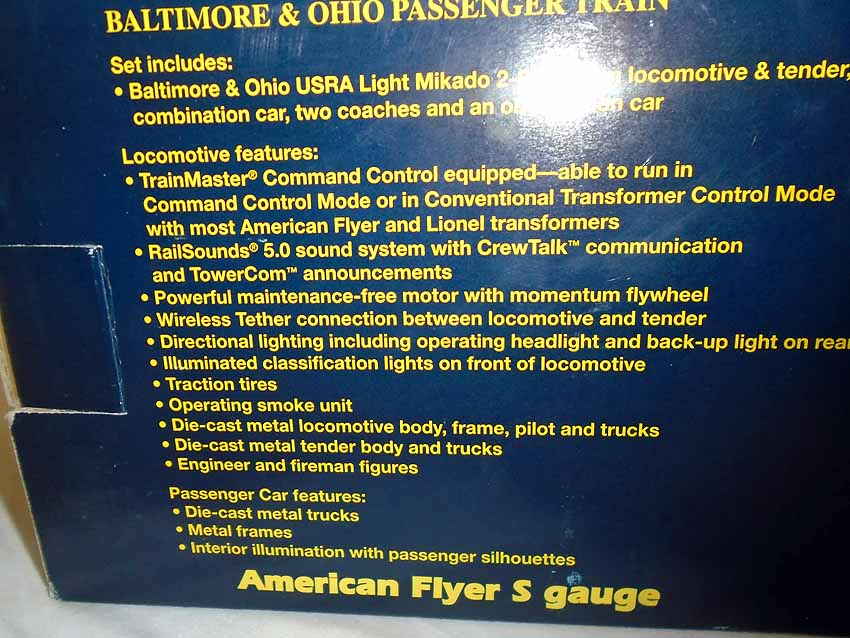 BALTIMORE & OHIO PASSENGER TRAIN
Set includes:
• Baltimore & Ohio USRA Light Mikado 2- locomotive & tender,
combination car, two coaches and an car
Locomotive features:
• TrainMaster® Command Control equipped—able to run in
Command Control Mode or in Conventional Transformer Control Mode
with most American Flyer and Lionel transformers
• RailSounds® 5.0 sound system with CrewTalk™ communication
and TowerCom™ announcements
• Powerful maintenance-free motor with momentum flywheel
• Wireless Tether connection between locomotive and tender
• Directional lighting including operating headlight and back-up light on rear
• Illuminated classification lights on front of locomotive
• Traction tires
• Operating smoke unit
• Die-cast metal locomotive body, frame, pilot and trucks
• Die-cast metal tender body and trucks
• Engineer and fireman figures
Passenger Car features:
• Die-cast metal trucks
• Metal frames
• Interior illumination with passenger silhouettes
American Flyer S gauge